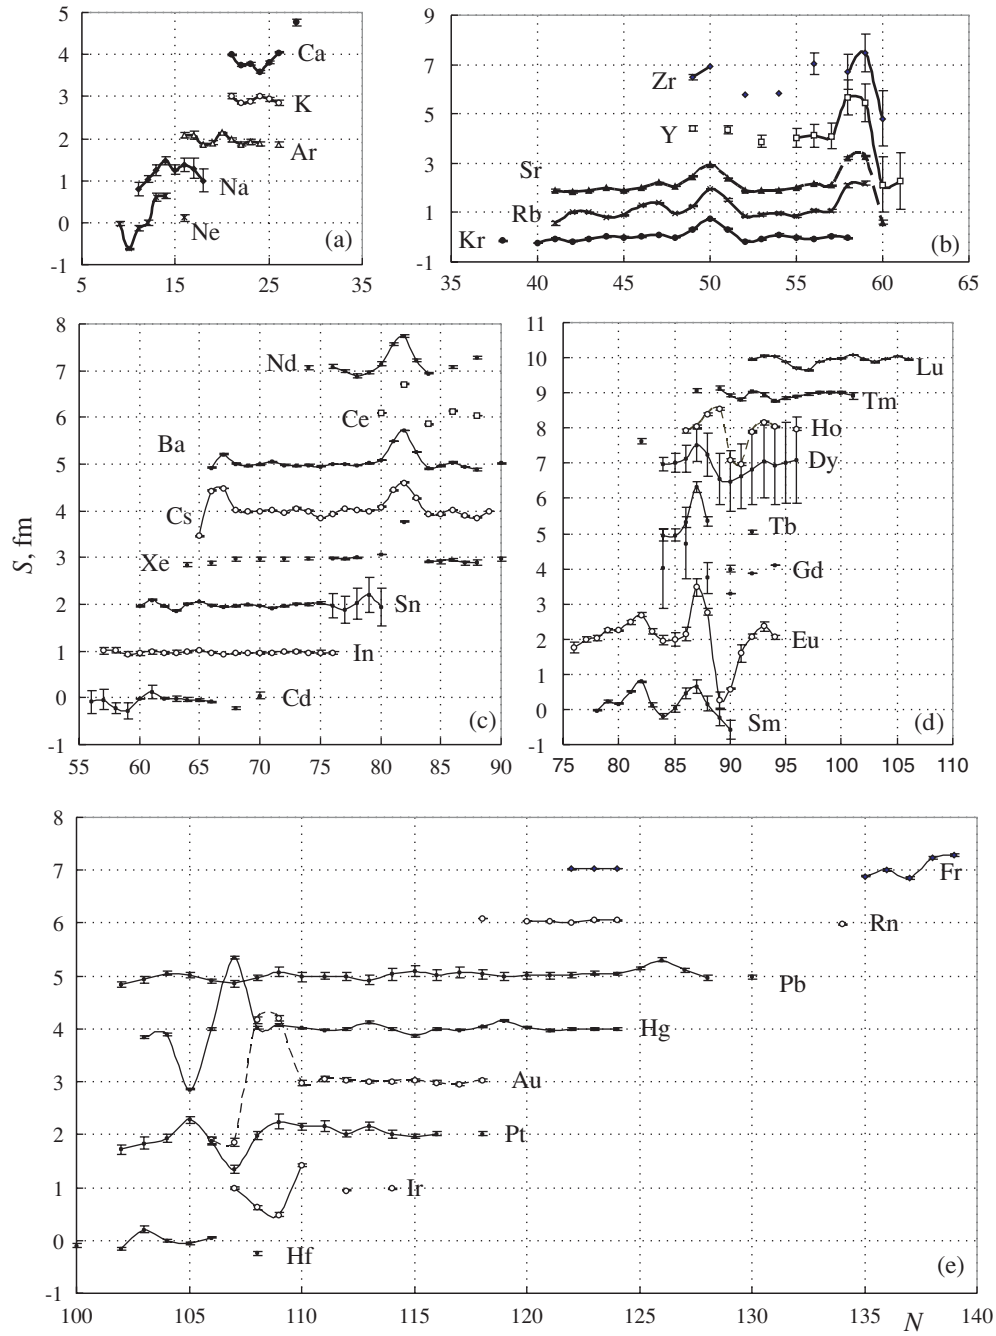 5
4
3
2
1
0
-1
5
15
25
35
Ca
K
Ar
Na
Ne
(a)
9
7
5
3
1
-1
35
40
45
50
55
60
65
Zr
Y
Sr
Rb
Kr
(b)
S, fm
8
7
6
5
4
3
2
1
0
-1
55
60
65
70
75
80
85
90
Nd
Ce
Ba
Cs
Xe
Sn
In
Cd
(c)
11
10
9
8
7
6
5
4
3
2
1
0
-1
75
80
85
90
95
100
105
110
Lu
Tm
Ho
Dy
Tb
Gd
Eu
Sm
(d)
8
7
6
5
4
3
2
1
0
-1
100
105
110
115
120
125
130
135
140
N
Fr
Rn
Pb
Hg
Au
Pt
Ir
Hf
(e)